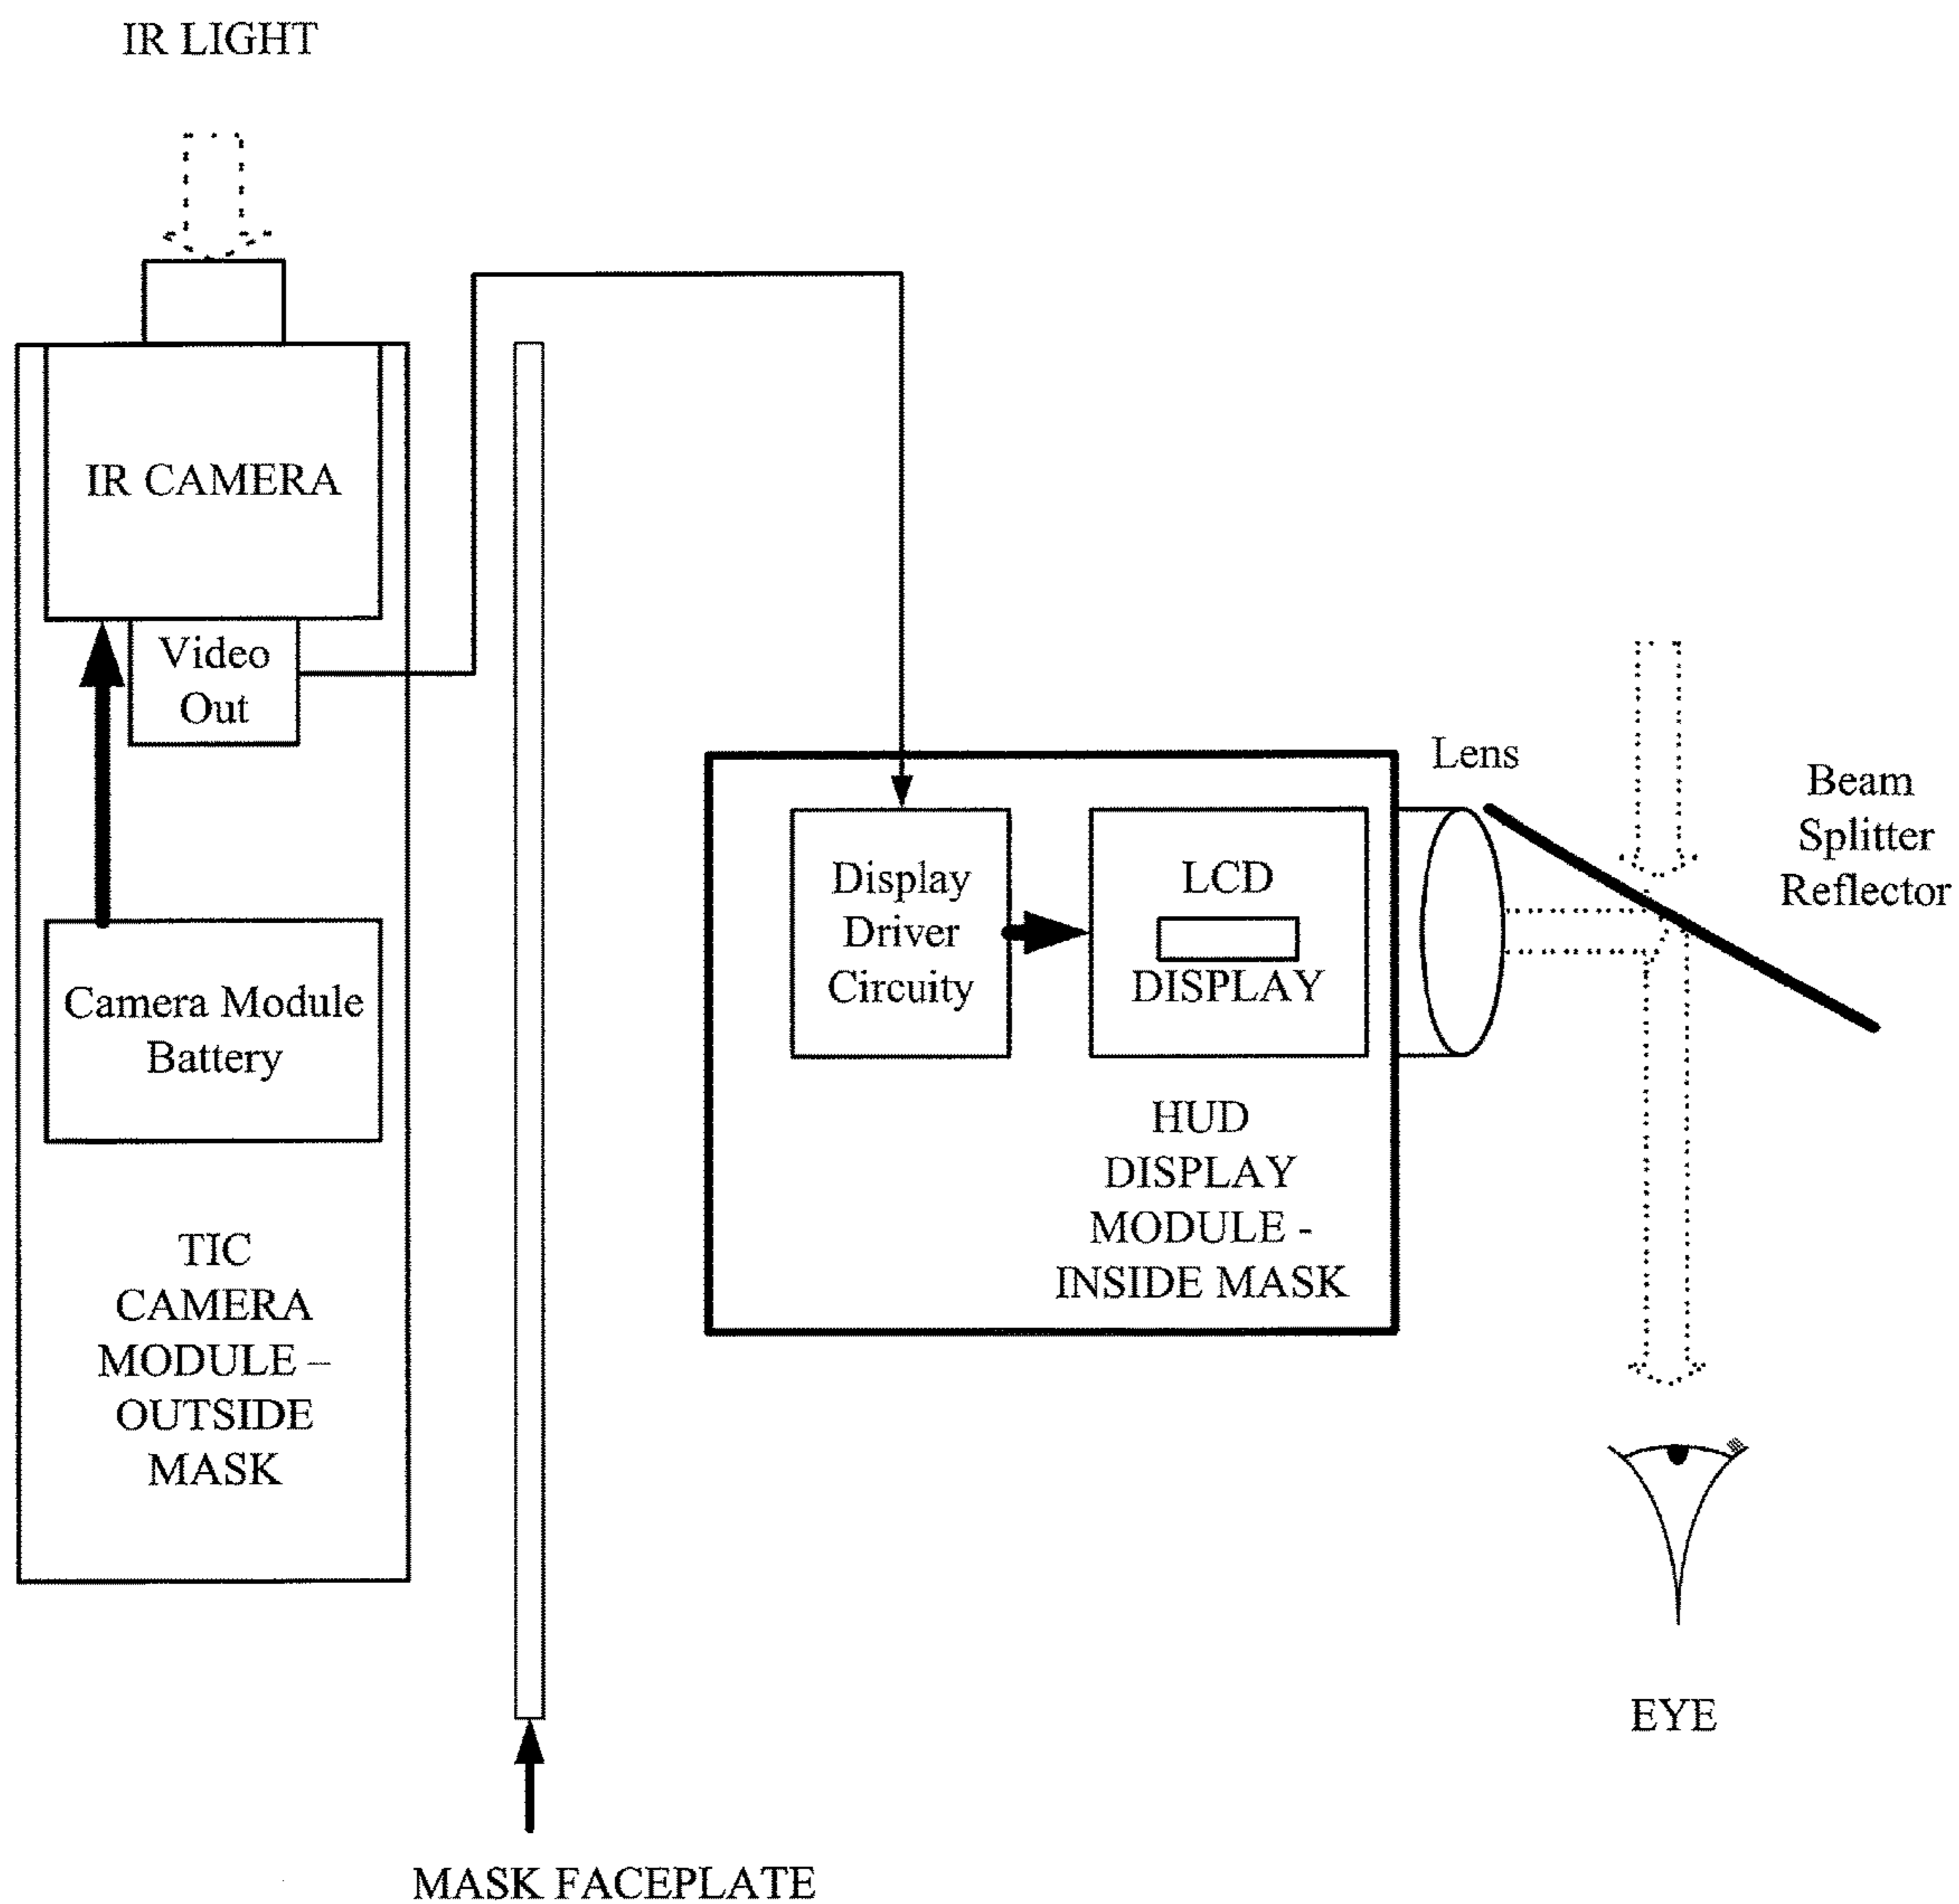 IR LIGHT
IR CAMERA
Video
Out
Camera Module
Battery
TIC
CAMERA
MODULE –
OUTSIDE
MASK
MASK FACEPLATE
Display
Driver
Circuity
LCD
DISPLAY
HUD
DISPLAY
MODULE -
INSIDE MASK
Lens
Beam
Splitter
Reflector
EYE